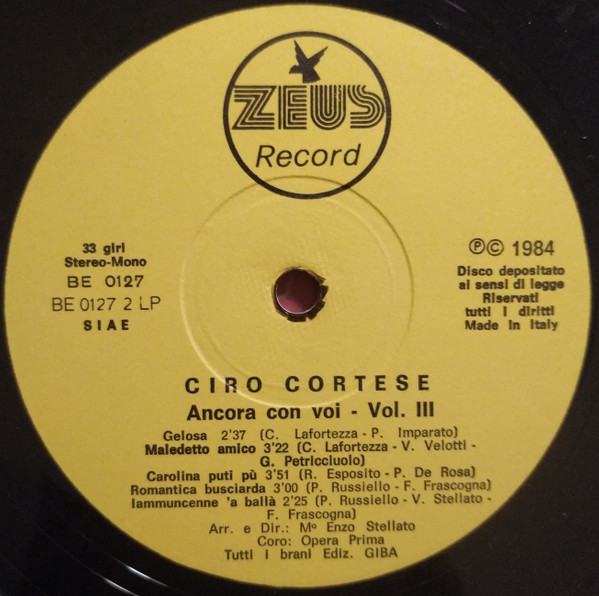 ZEUS
Record
33 giri
Stereo-Mono
BE 0127
BE 0127 2 LP
SIAE
℗© 1984
Disco depositato
ai sensi di legge
Riservati
tutti i diritti
Made in Italy
CIRO CORTESE
Ancora con voi - Vol. III
Gelosa 2'37 (C. Lafortezza - P. Imparato)
Maledetto amico 3'22 (C. Lafortezza - V. Velotti -
G. Petricciuolo)
Carolina puti pù 3'51 (R. Esposito - P. De Rosa)
Romantica busciarda 3'00 (P. Russiello - F. Frascogna)
Iammuncenne 'a ballà 2'25 (P. Russiello - V. Stellato -
F. Frascogna)
Arr. e Dir.: Mº Enzo Stellato
Coro: Opera Prima
Tutti i brani Ediz. GIBA